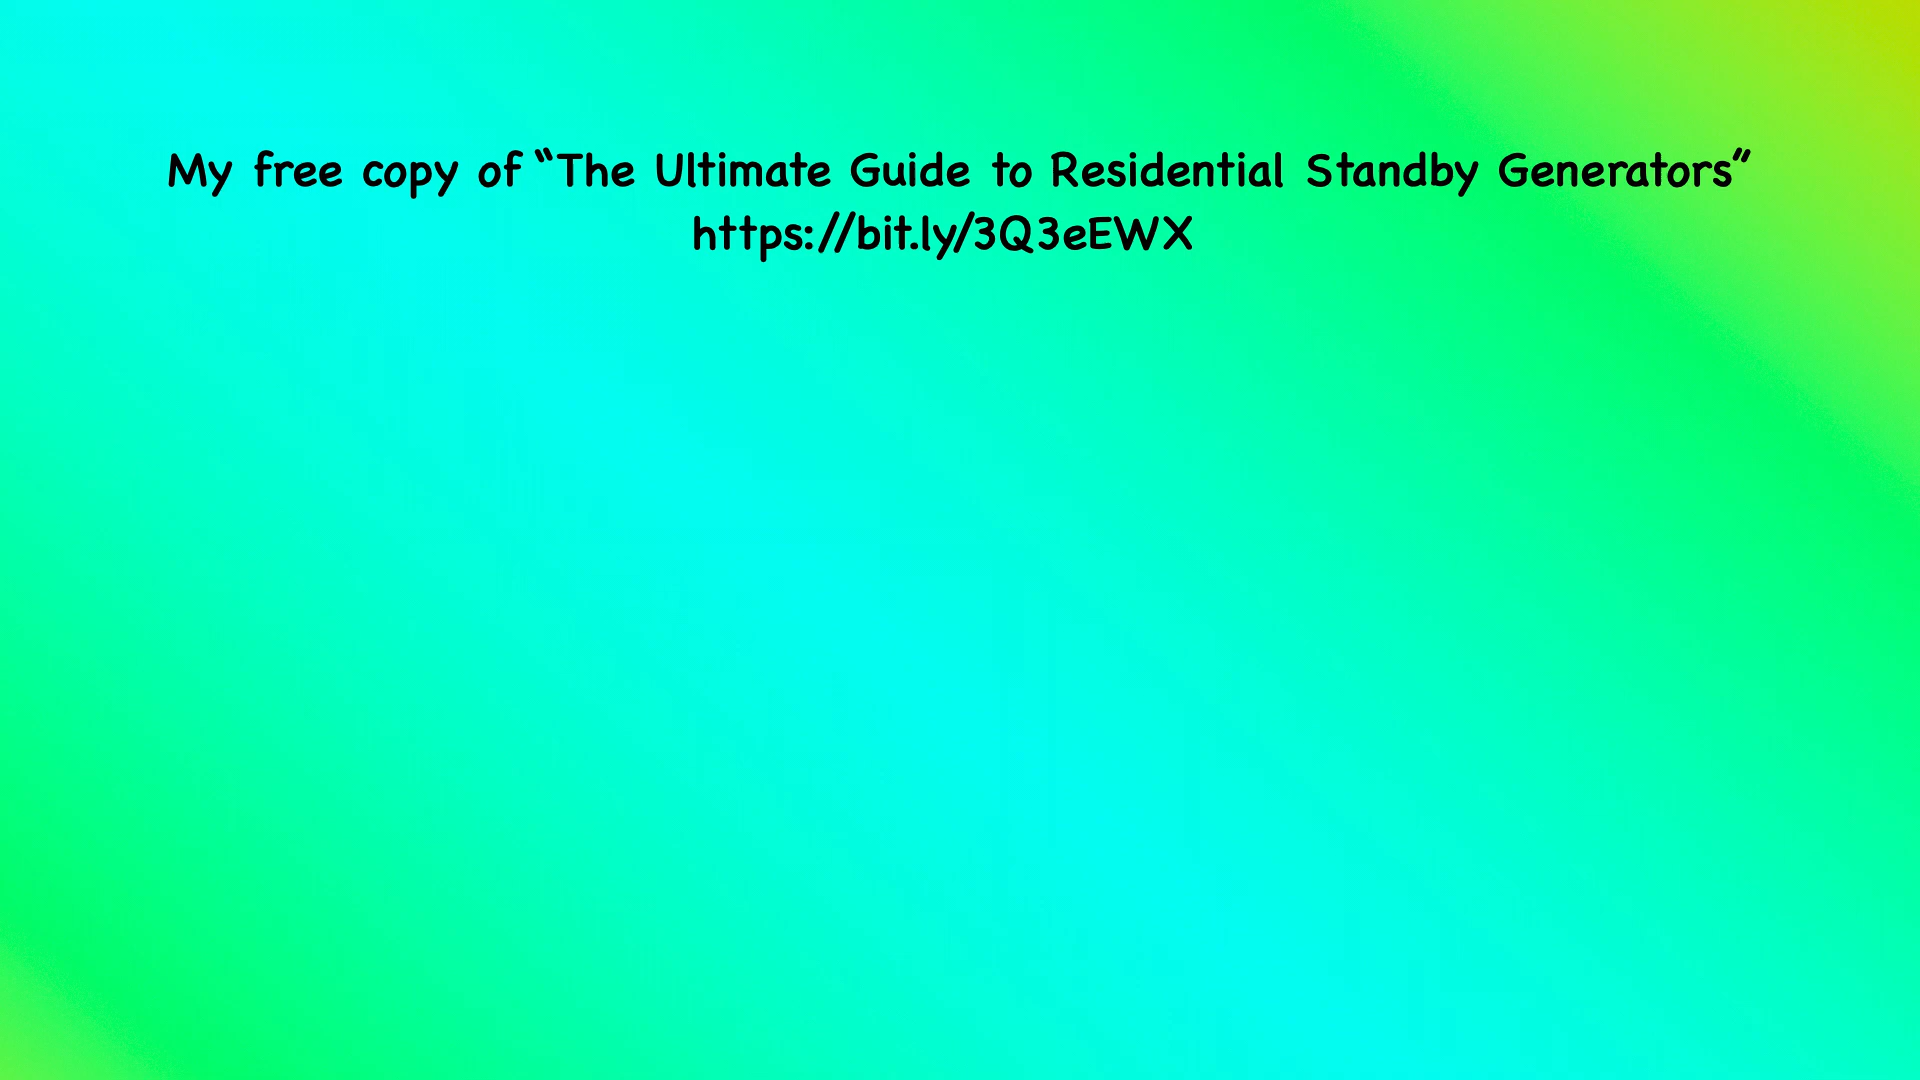 My free copy of “The Ultimate Guide to Residential Standby Generators”
https://bit.ly/3Q3eEWX